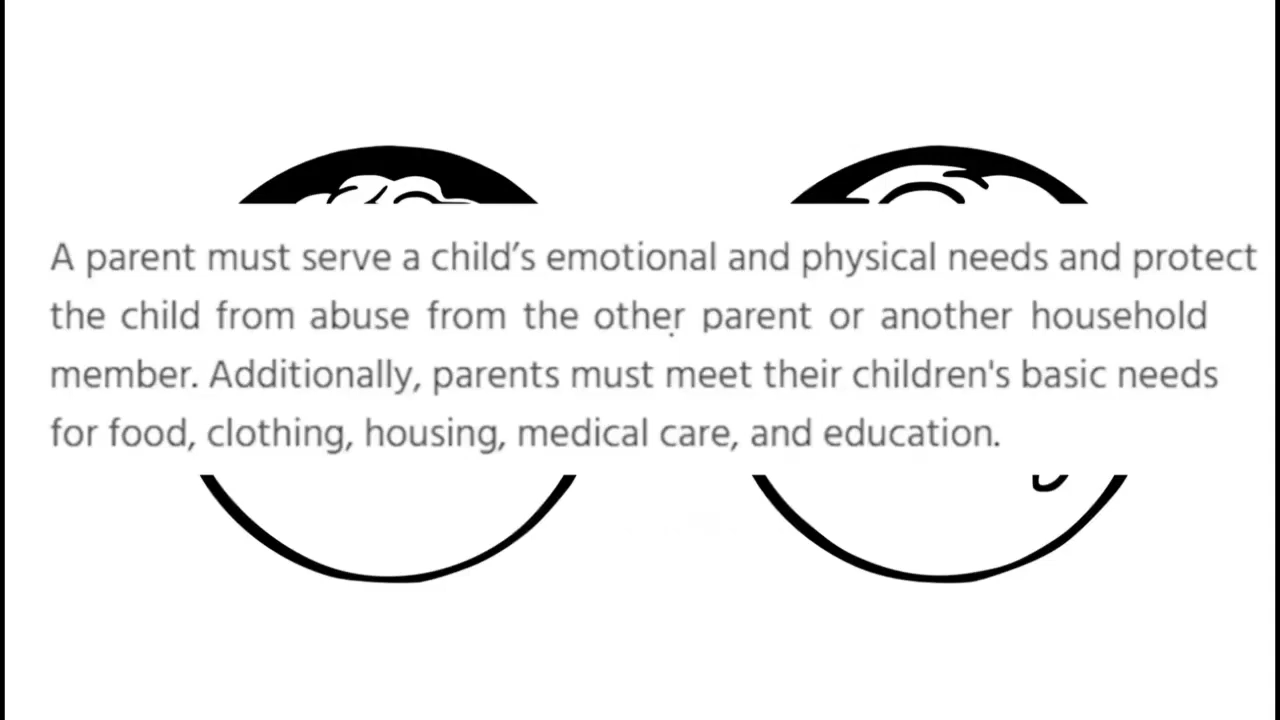 A parent must serve a child’s emotional and physical needs and protect
the child from abuse from the other parent or another household
member. Additionally, parents must meet their children's basic needs
for food, clothing, housing, medical care, and education.